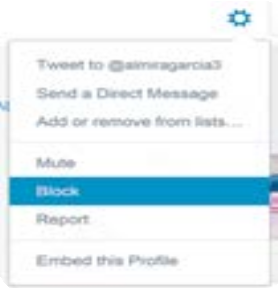 Tweet to @almiragarcia3
Send a Direct Message
Add or remove from lists...
Mute
Block
Report
Embed this Profile